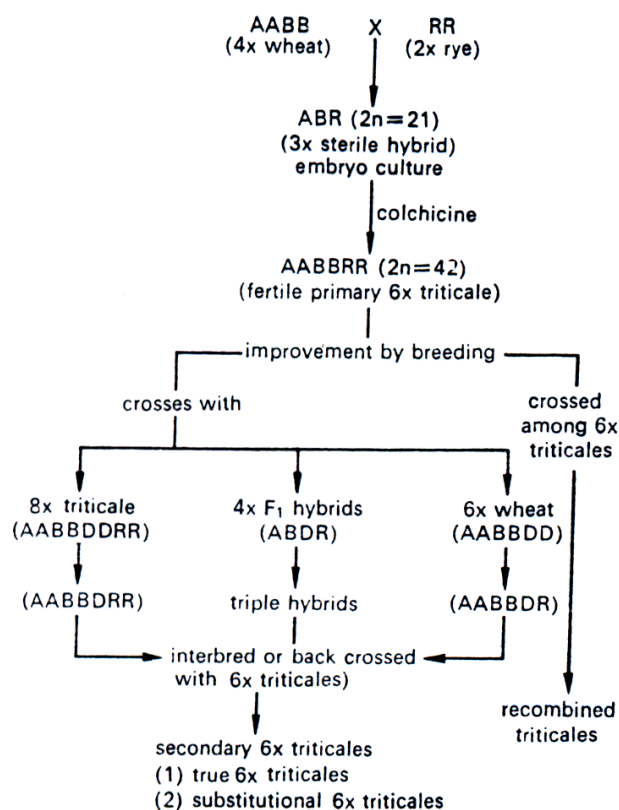 AABB X RR
(4x wheat) (2x rye)
ABR (2n=21)
(3x sterile hybrid)
embryo culture
colchicine
AABBRR (2n=42)
(fertile primary 6x triticale)
improvement by breeding
crosses with
crossed
among 6x
triticales
8x triticale
(AABBDDRR)
4x F₁ hybrids
(ABDR)
6x wheat
(AABBDD)
(AABBDRR)
triple hybrids
(AABBDR)
interbred or back crossed
with 6x triticales)
recombined
triticales
secondary 6x triticales
(1) true 6x triticales
(2) substitutional 6x triticales